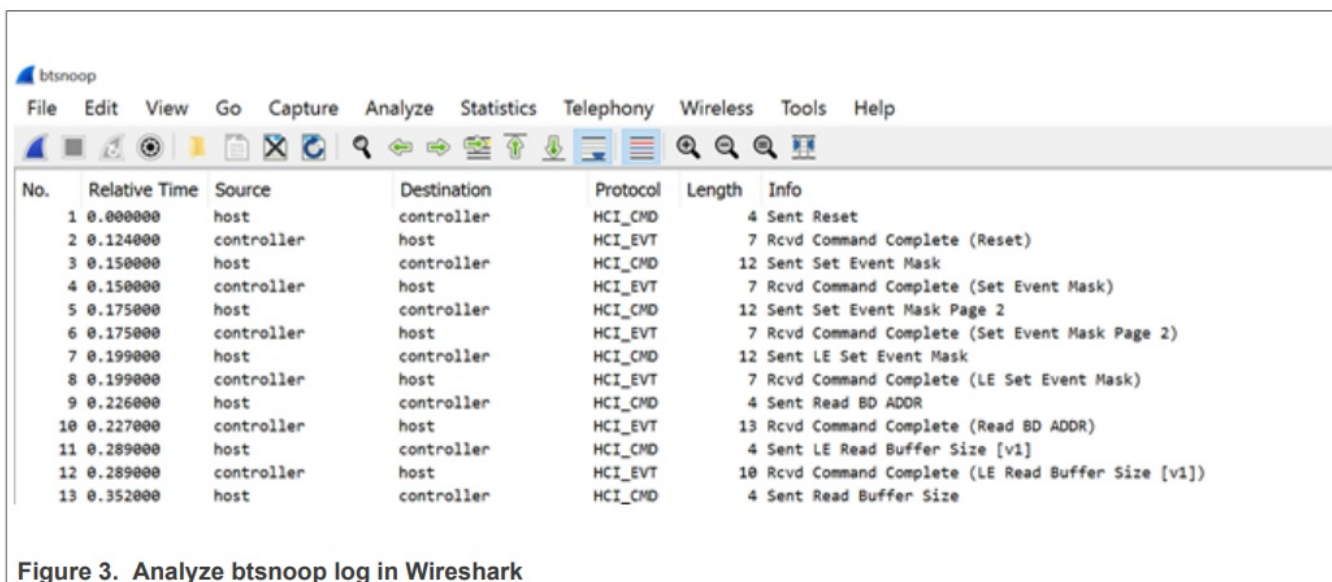 btsnoop
File Edit View Go Capture Analyze Statistics Telephony Wireless Tools Help
No. Relative Time Source Destination Protocol Length Info
1 0.000000 host controller HCI_CMD 4 Sent Reset
2 0.124000 controller host HCI_EVT 7 Rcvd Command Complete (Reset)
3 0.150000 host controller HCI_CMD 12 Sent Set Event Mask
4 0.150000 controller host HCI_EVT 7 Rcvd Command Complete (Set Event Mask)
5 0.175000 host controller HCI_CMD 12 Sent Set Event Mask Page 2
6 0.175000 controller host HCI_EVT 7 Rcvd Command Complete (Set Event Mask Page 2)
7 0.199000 host controller HCI_CMD 12 Sent LE Set Event Mask
8 0.199000 controller host HCI_EVT 7 Rcvd Command Complete (LE Set Event Mask)
9 0.226000 host controller HCI_CMD 4 Sent Read BD ADDR
10 0.227000 controller host HCI_EVT 13 Rcvd Command Complete (Read BD ADDR)
11 0.289000 host controller HCI_CMD 4 Sent LE Read Buffer Size [v1]
12 0.289000 controller host HCI_EVT 10 Rcvd Command Complete (LE Read Buffer Size [v1])
13 0.352000 host controller HCI_CMD 4 Sent Read Buffer Size
Figure 3. Analyze btsnoop log in Wireshark